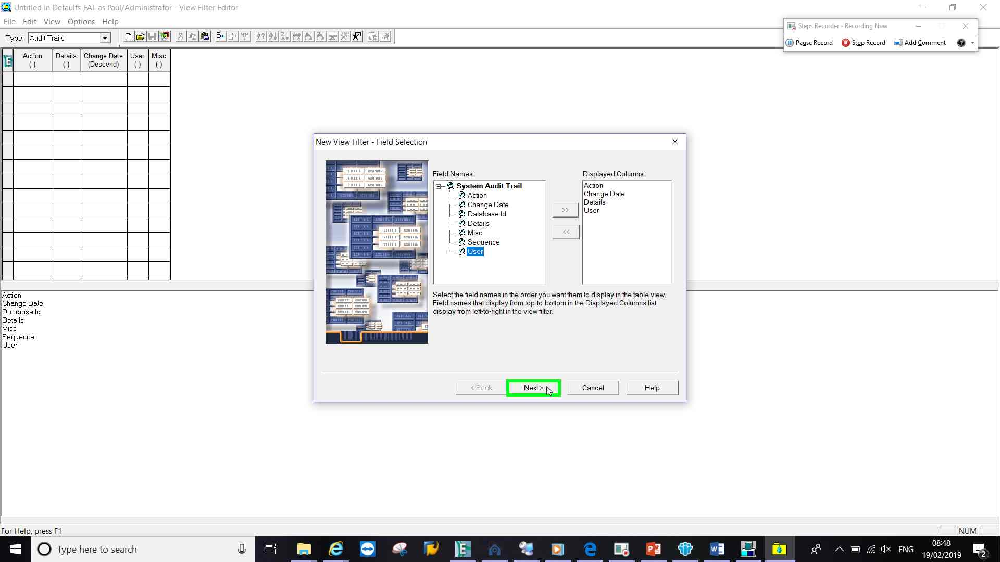 Untitled in Defaults_FAT as Paul/Administrator - View Filter Editor
File Edit View Options Help
Steps Recorder - Recording Now
Pause Record Stop Record Add Comment
Type: Audit Trails
Action Details Change Date User Misc
( ) ( ) (Descend) ( ) ( )
New View Filter - Field Selection
Field Names: Displayed Columns:
System Audit Trail
Action
Change Date
Database Id
Details
Misc
Sequence
User
>>
<<
Action
Change Date
Details
User
Select the field names in the order you want them to display in the table view.
Field names that display from top-to-bottom in the Displayed Columns list
display from left-to-right in the view filter.
< Back Next > Cancel Help
Action
Change Date
Database Id
Details
Misc
Sequence
User
For Help, press F1
NUM
Type here to search
ENG
08:48
19/02/2019
2